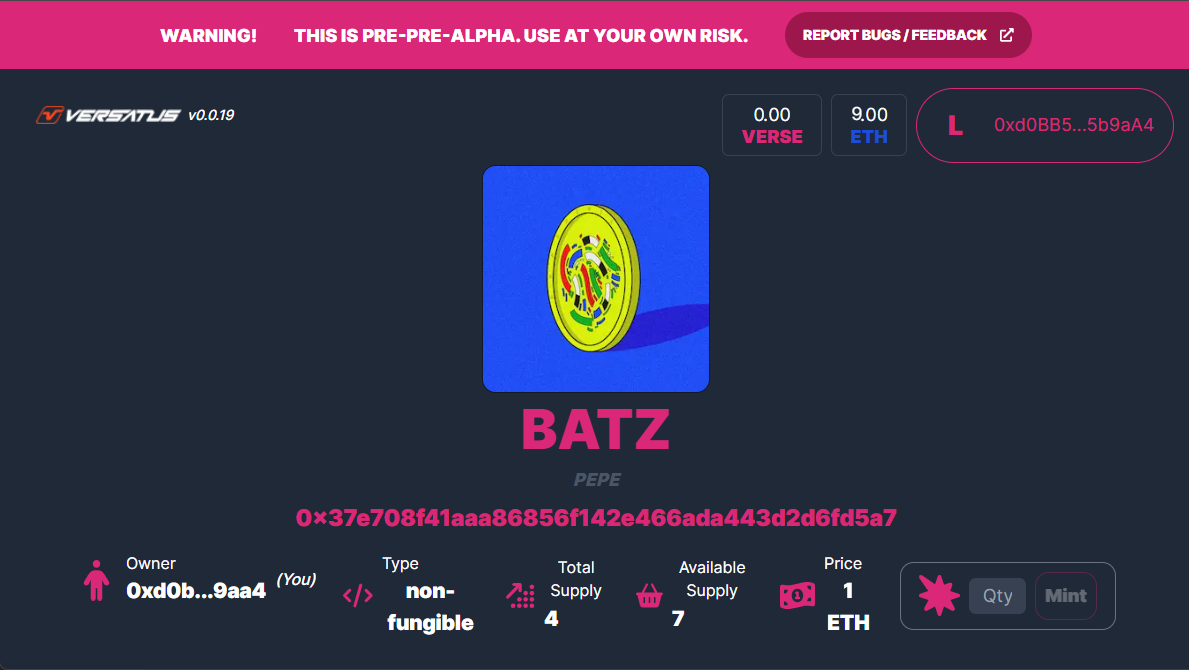 WARNING! THIS IS PRE-PRE-ALPHA. USE AT YOUR OWN RISK. REPORT BUGS / FEEDBACK
VERSATUS v0.0.19
0.00
VERSE
9.00
ETH
L 0xd0BB5...5b9aA4
BATZ
PEPE
0x37e708f41aaa86856f142e466ada443d2d6fd5a7
Owner
0xd0b...9aa4 (You)
Type
non-
fungible
Total
Supply
4
Available
Supply
7
Price
1
ETH
Qty Mint